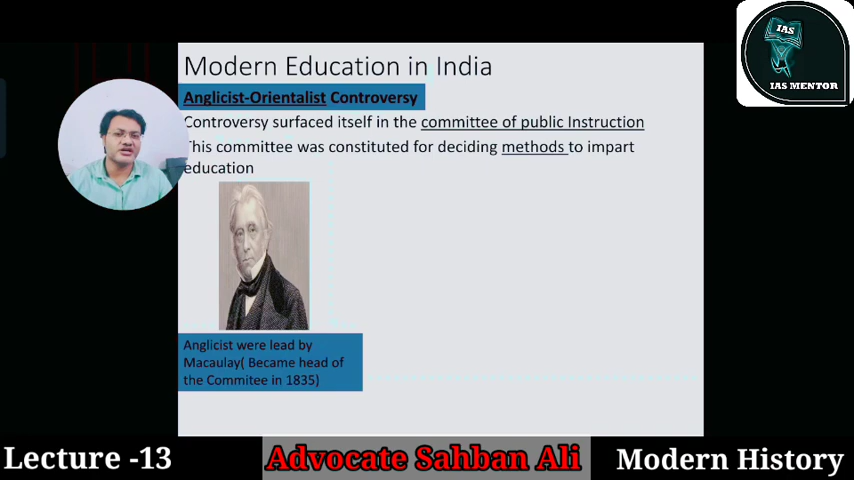 IAS
IAS MENTOR
Modern Education in India
Anglicist-Orientalist Controversy
Controversy surfaced itself in the committee of public Instruction
This committee was constituted for deciding methods to impart
education
Anglicist were lead by
Macaulay( Became head of
the Commitee in 1835)
Lecture -13
Advocate Sahban Ali
Modern History